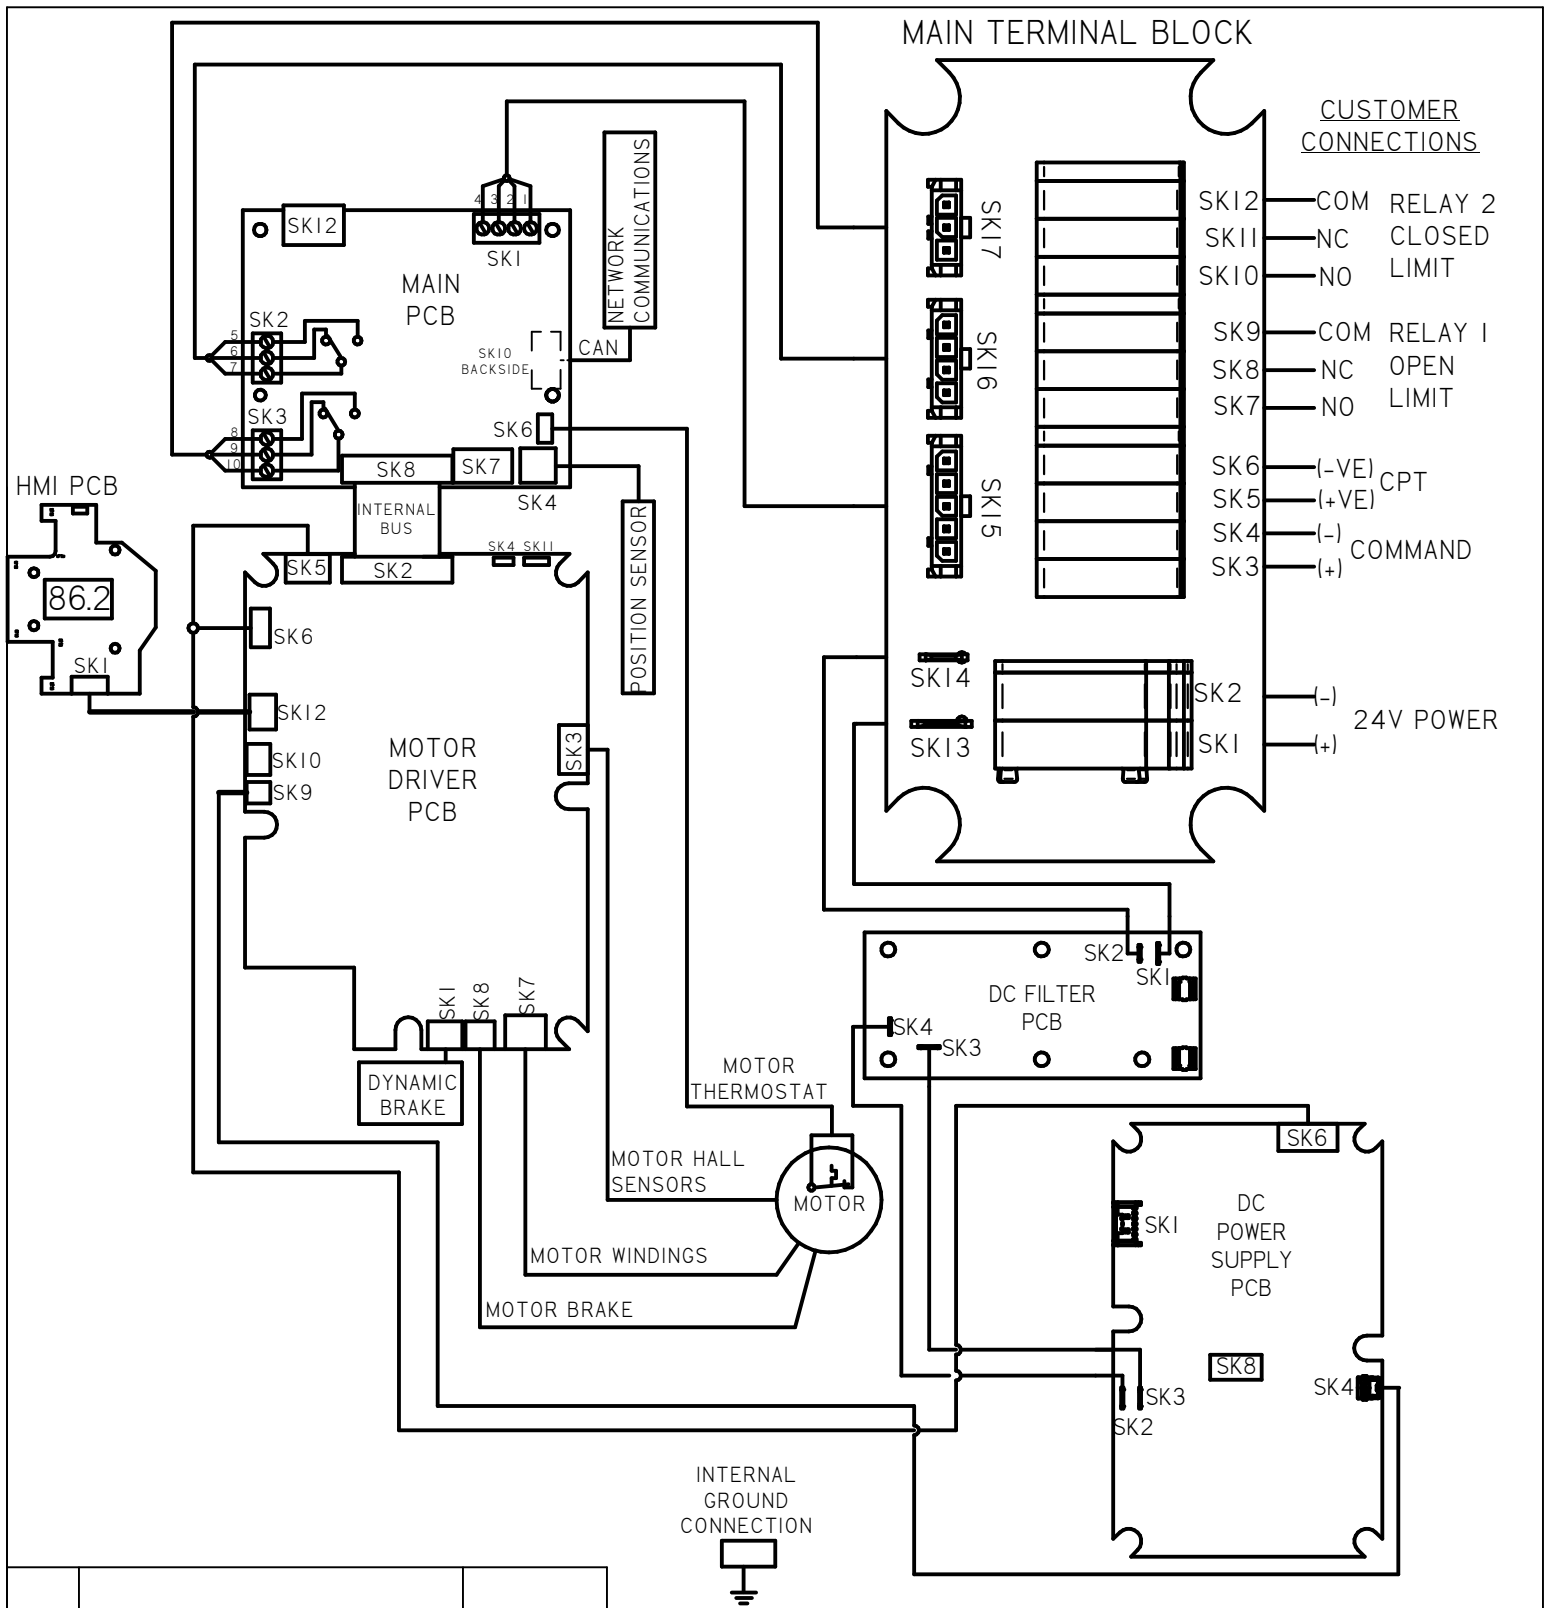 MAIN TERMINAL BLOCK
CUSTOMER
CONNECTIONS
SK17
SK16
SK15
SK14
SK13
SK12
COM
RELAY 2
SK11
NC
CLOSED
SK10
NO
LIMIT
SK9
COM
RELAY 1
SK8
NC
OPEN
SK7
NO
LIMIT
SK6
(-VE)
CPT
SK5
(+VE)
SK4
(-)
COMMAND
SK3
(+)
SK2
(-)
24V POWER
SK1
(+)
NETWORK
COMMUNICATIONS
SK12
4 3 2 1
SK1
MAIN
PCB
SK2
5
6
7
SK10
BACKSIDE
CAN
SK3
8
9
10
SK6
SK8
SK7
SK4
INTERNAL
BUS
POSITION SENSOR
HMI PCB
86.2
SK1
SK5
SK2
SK4 SK11
SK6
SK12
SK10
SK9
SK3
MOTOR
DRIVER
PCB
SK1
SK8
SK7
DYNAMIC
BRAKE
MOTOR
THERMOSTAT
MOTOR HALL
SENSORS
MOTOR
MOTOR WINDINGS
MOTOR BRAKE
SK2
SK1
DC FILTER
PCB
SK4
SK3
SK6
SK1
DC
POWER
SUPPLY
PCB
SK8
SK4
SK3
SK2
INTERNAL
GROUND
CONNECTION